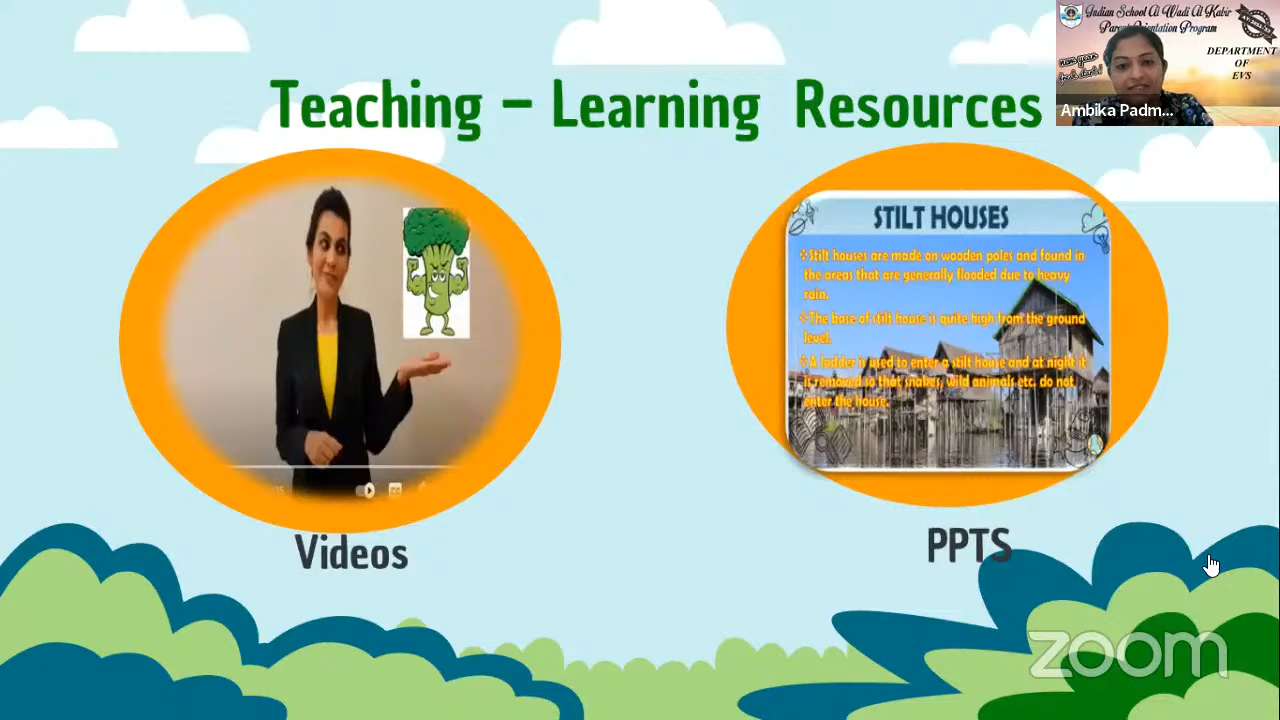 Indian School Al Wadi Al Kabir
Parent Orientation Program
DEPARTMENT
OF
EVS
Ambika Padm...
Teaching – Learning Resources
STILT HOUSES
❖Stilt houses are made on wooden poles and found in
the areas that are generally flooded due to heavy
rain.
❖The base of stilt house is quite high from the ground
level.
❖A ladder is used to enter a stilt house and at night it
is removed so that snakes, wild animals etc. do not
enter the house.
Videos
PPTS
zoom